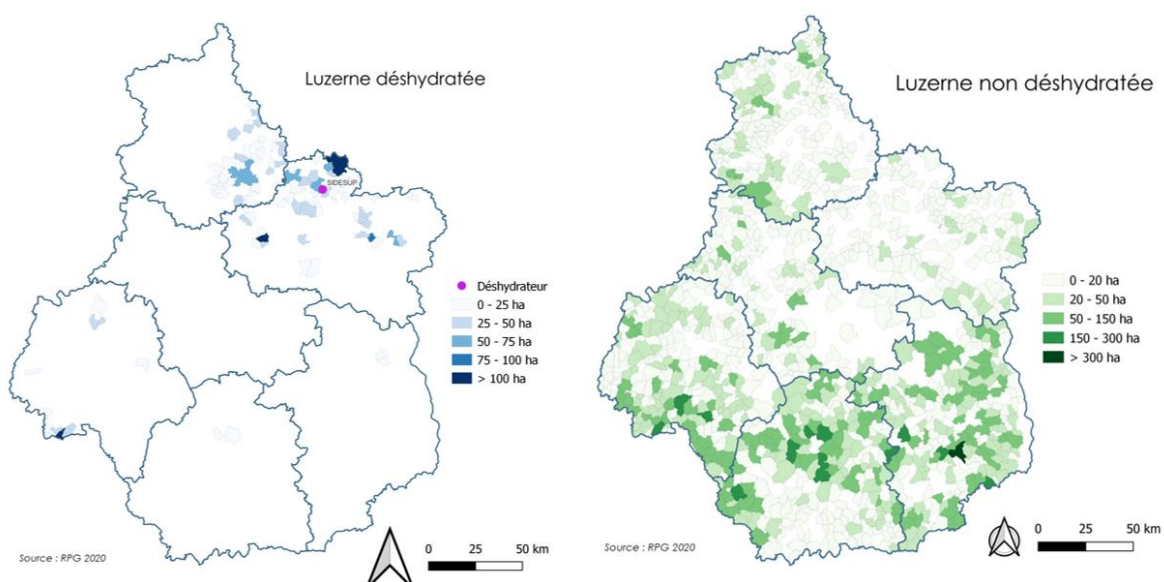 Luzerne déshydratée
SIDESUP
Déshydrateur
0 - 25 ha
25 - 50 ha
50 - 75 ha
75 - 100 ha
> 100 ha
Source : RPG 2020
0 25 50 km
Luzerne non déshydratée
0 - 20 ha
20 - 50 ha
50 - 150 ha
150 - 300 ha
> 300 ha
Source : RPG 2020
0 25 50 km